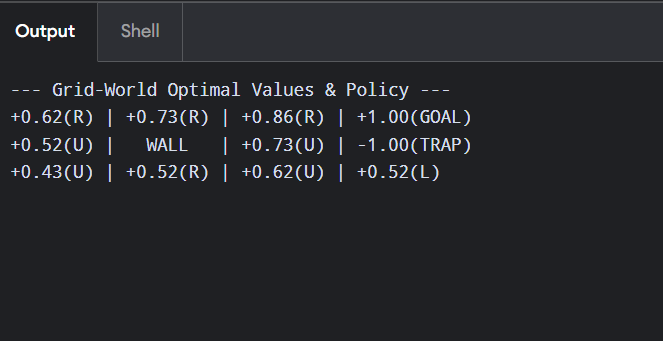 Output Shell
--- Grid-World Optimal Values & Policy ---
+0.62(R) | +0.73(R) | +0.86(R) | +1.00(GOAL)
+0.52(U) |   WALL   | +0.73(U) | -1.00(TRAP)
+0.43(U) | +0.52(R) | +0.62(U) | +0.52(L)